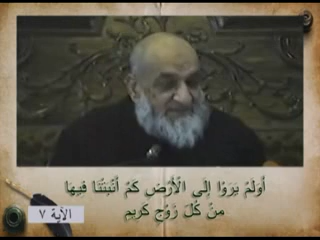 أَوَلَمْ يَرَوْا إِلَى الْأَرْضِ كَمْ أَنْبَتْنَا فِيهَا
مِنْ كُلِّ زَوْجٍ كَرِيمٍ
الآية ٧